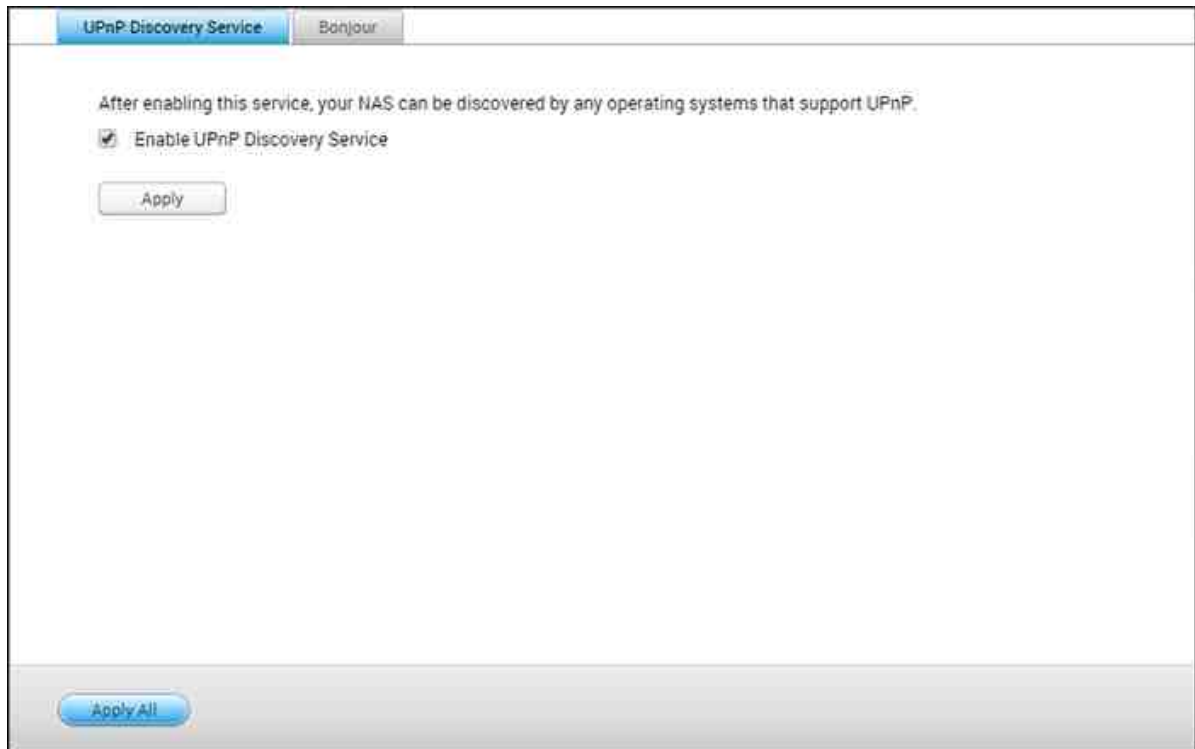 UPnP Discovery Service
Bonjour
After enabling this service, your NAS can be discovered by any operating systems that support UPnP.
Enable UPnP Discovery Service
Apply
Apply All